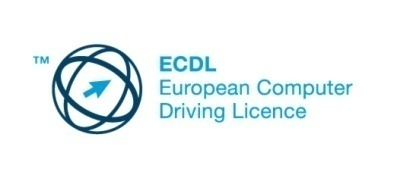 ™ ECDL
European Computer
Driving Licence